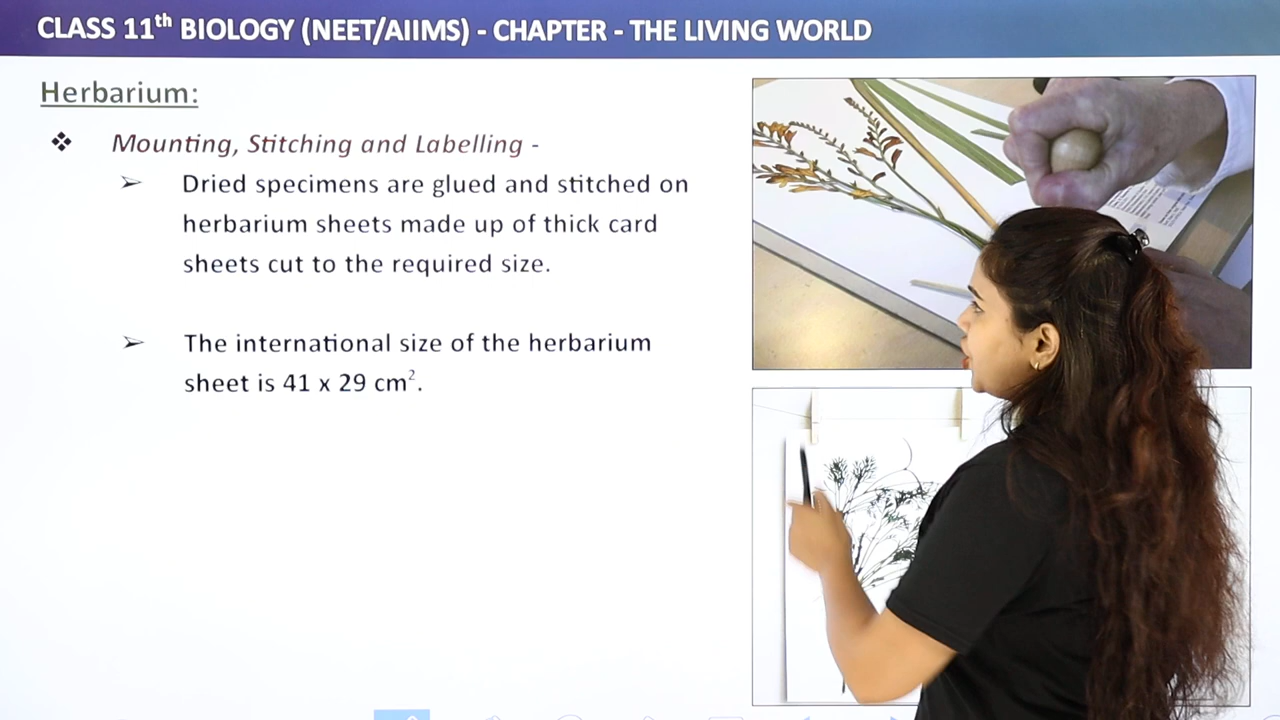 CLASS 11th BIOLOGY (NEET/AIIMS) - CHAPTER - THE LIVING WORLD
Herbarium:
❖ Mounting, Stitching and Labelling -
➢ Dried specimens are glued and stitched on
herbarium sheets made up of thick card
sheets cut to the required size.
➢ The international size of the herbarium
sheet is 41 x 29 cm².